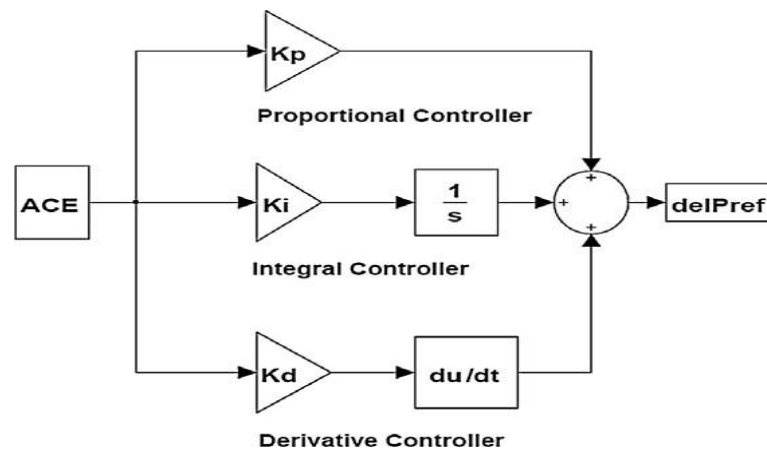 Kp
+
Proportional Controller
ACE
Ki
1
s
+
delPref
+
Integral Controller
Kd
du/dt
Derivative Controller